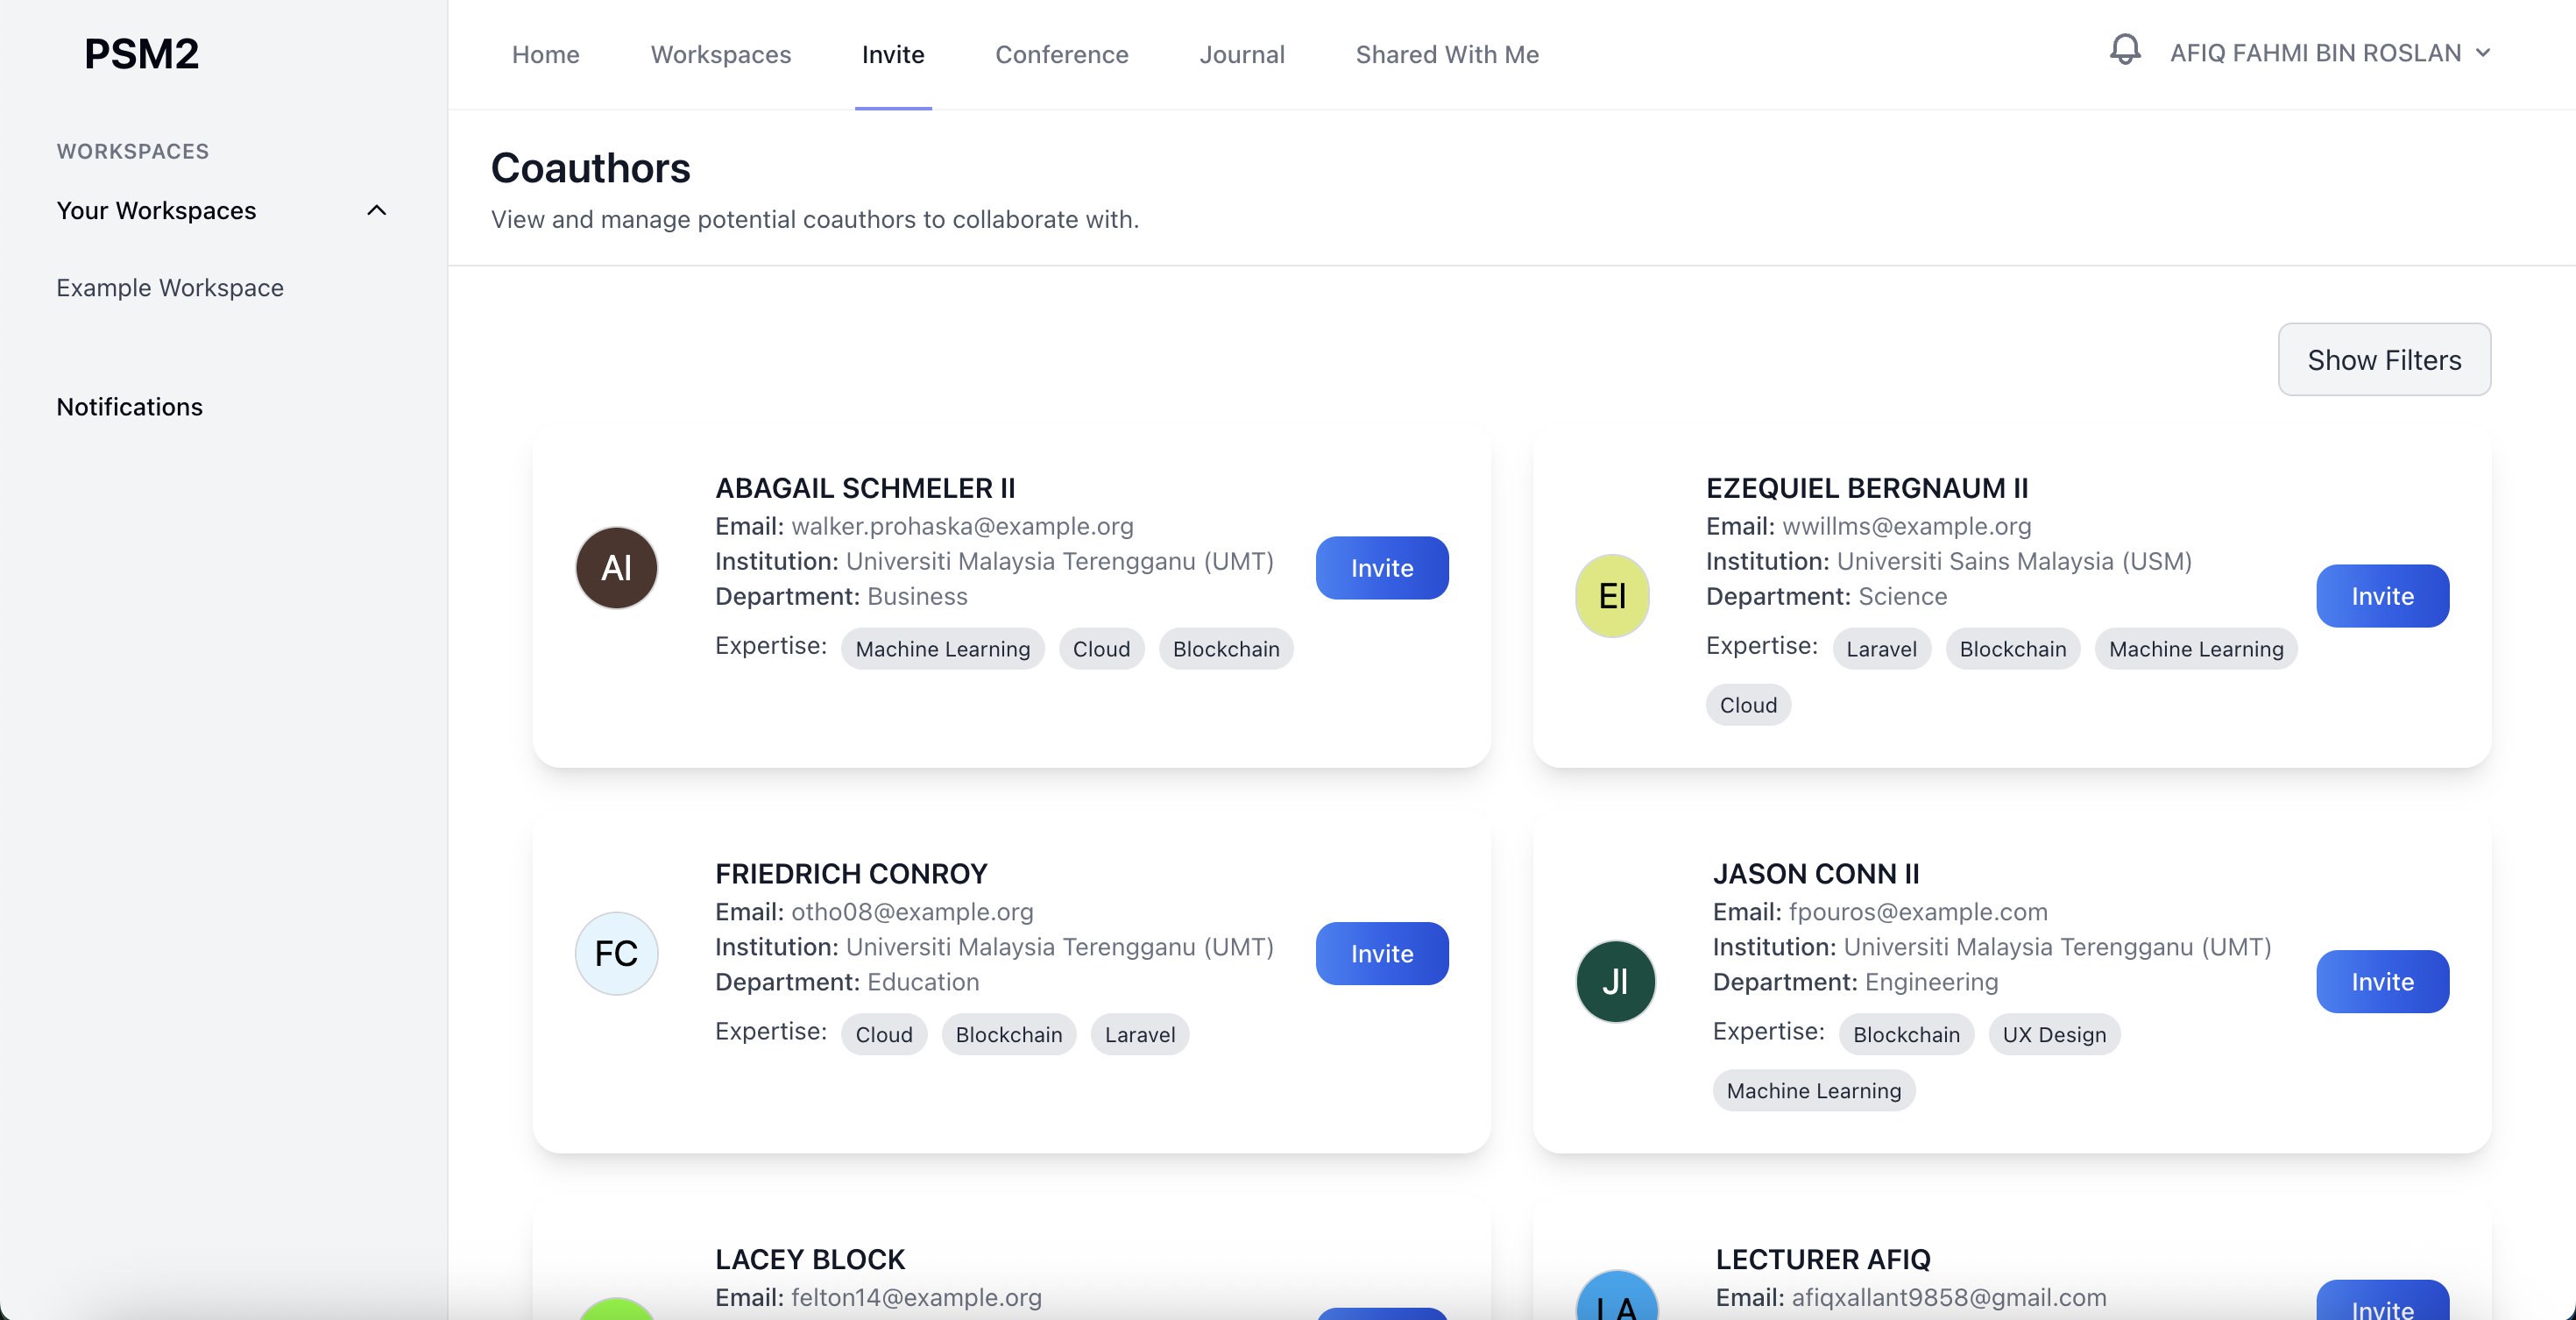 PSM2
WORKSPACES
Your Workspaces
Example Workspace
Notifications
Home Workspaces Invite Conference Journal Shared With Me
AFIQ FAHMI BIN ROSLAN
Coauthors
View and manage potential coauthors to collaborate with.
Show Filters
AI
ABAGAIL SCHMELER II
Email: walker.prohaska@example.org
Institution: Universiti Malaysia Terengganu (UMT)
Department: Business
Expertise: Machine Learning Cloud Blockchain
Invite
EI
EZEQUIEL BERGNAUM II
Email: wwillms@example.org
Institution: Universiti Sains Malaysia (USM)
Department: Science
Expertise: Laravel Blockchain Machine Learning
Cloud
Invite
FC
FRIEDRICH CONROY
Email: otho08@example.org
Institution: Universiti Malaysia Terengganu (UMT)
Department: Education
Expertise: Cloud Blockchain Laravel
Invite
JI
JASON CONN II
Email: fpouros@example.com
Institution: Universiti Malaysia Terengganu (UMT)
Department: Engineering
Expertise: Blockchain UX Design
Machine Learning
Invite
LACEY BLOCK
Email: felton14@example.org
LA
LECTURER AFIQ
Email: afiqxallant9858@gmail.com
Invite